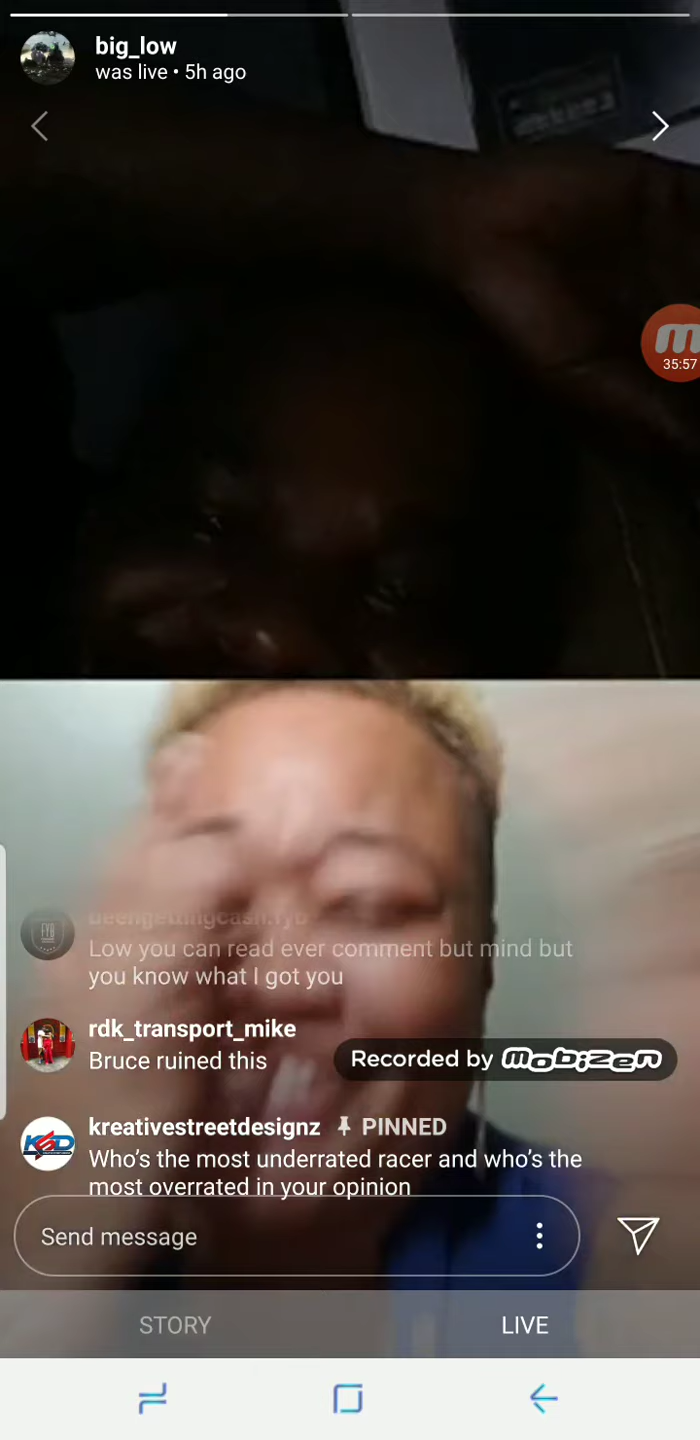 big_low
was live • 5h ago
m
35:57
beengettingcash.fyb
Low you can read ever comment but mind but
you know what I got you
rdk_transport_mike
Bruce ruined this
Recorded by mobizen
kreativestreetdesignz PINNED
Who's the most underrated racer and who's the
most overrated in your opinion
Send message
STORY
LIVE